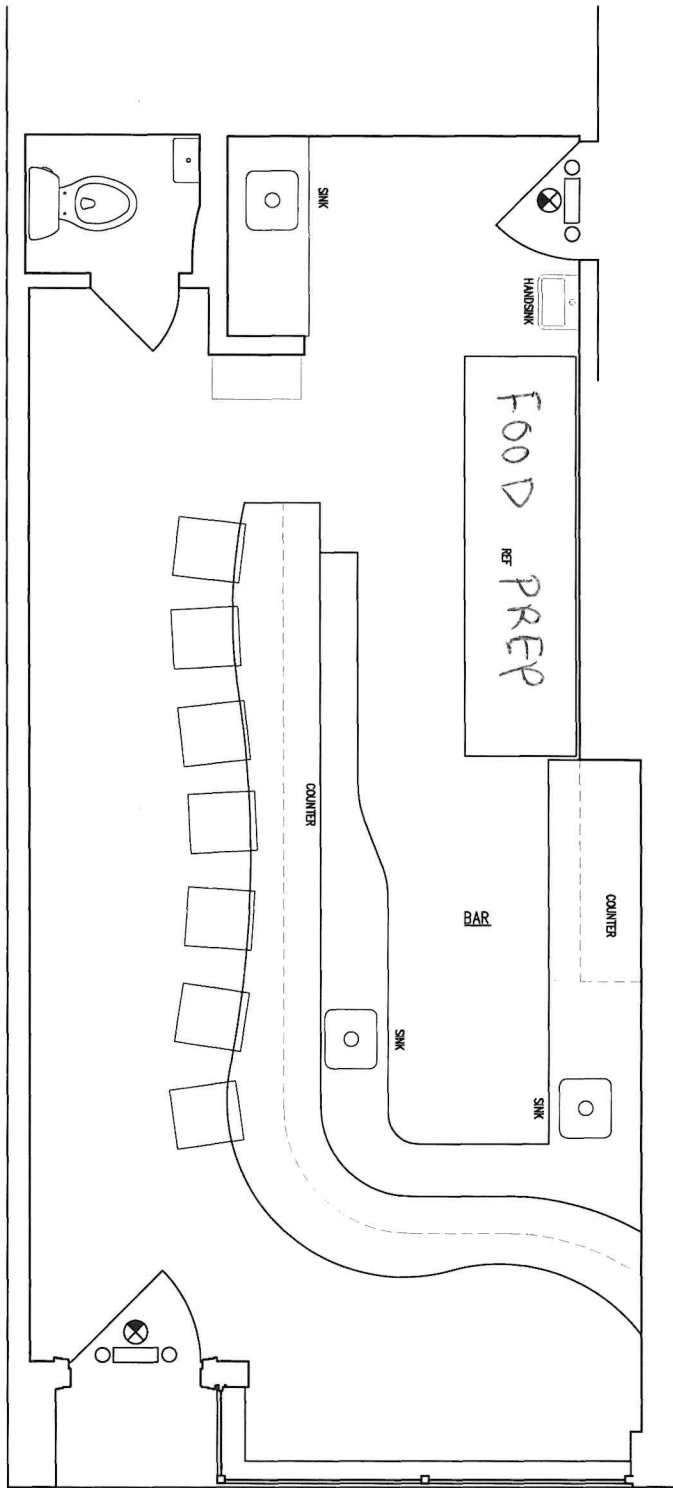 SINK
HANDSINK
FOOD
REF
PREP
COUNTER
COUNTER
BAR
SINK
SINK